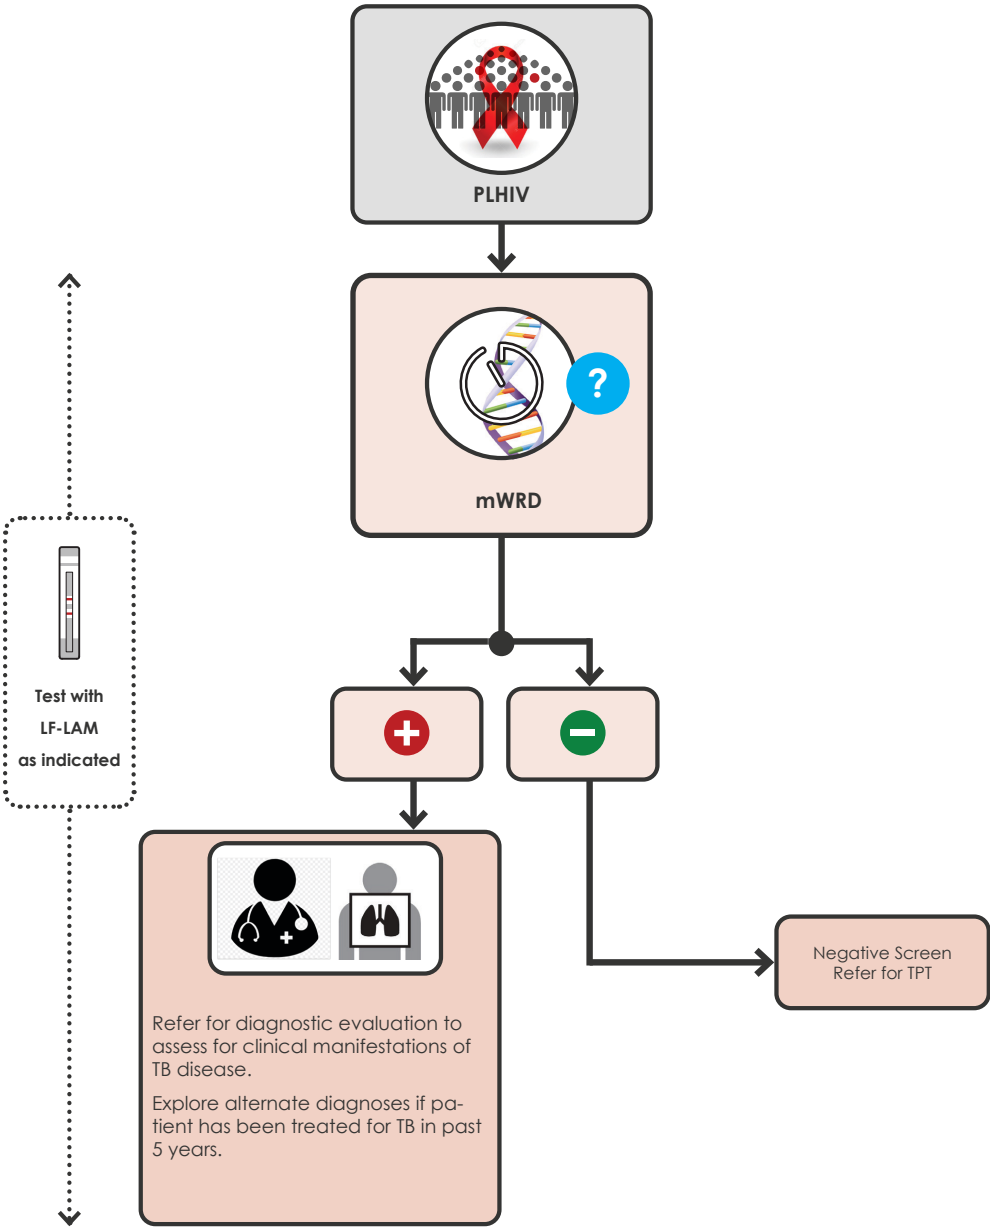 PLHIV
?
mWRD
Test with
LF-LAM
as indicated
Negative Screen
Refer for TPT
Refer for diagnostic evaluation to
assess for clinical manifestations of
TB disease.
Explore alternate diagnoses if pa-
tient has been treated for TB in past
5 years.